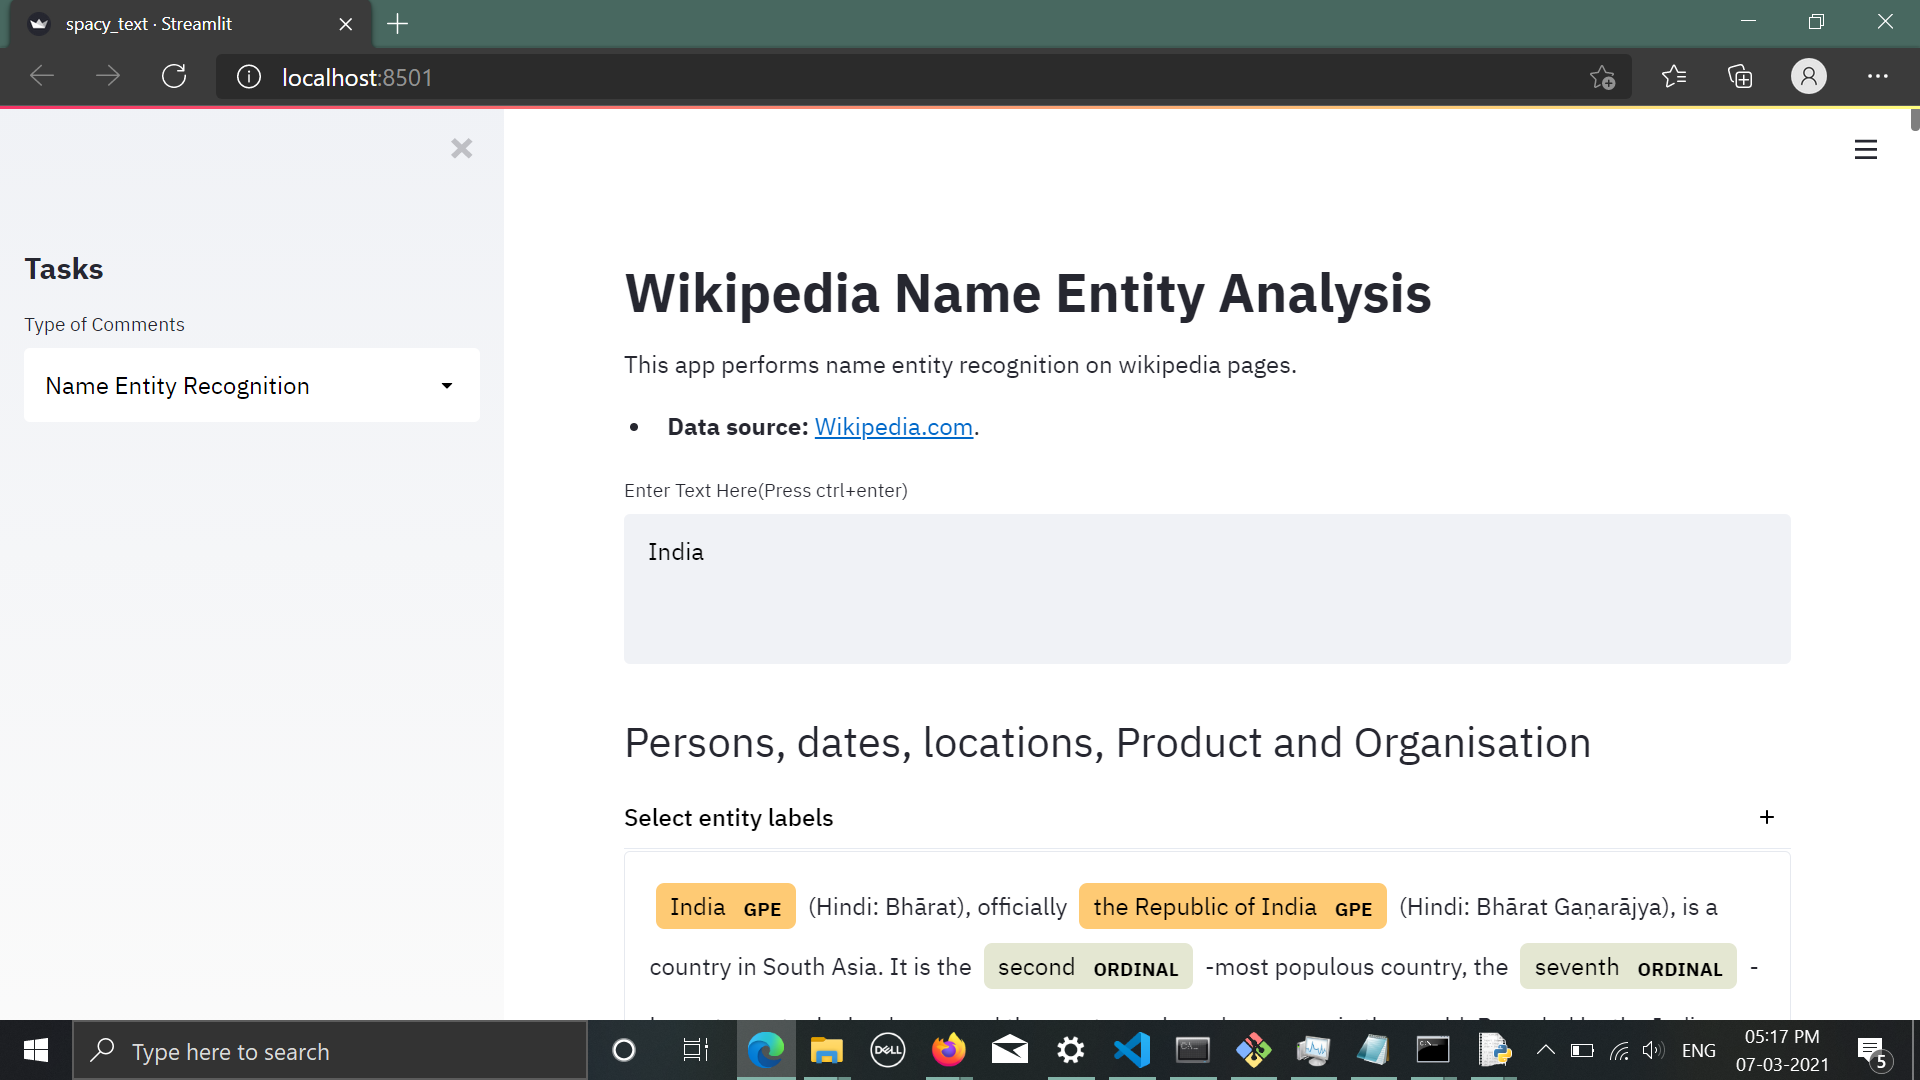 spacy_text · Streamlit
localhost:8501
Tasks
Type of Comments
Name Entity Recognition
Wikipedia Name Entity Analysis
This app performs name entity recognition on wikipedia pages.
• Data source: Wikipedia.com.
Enter Text Here(Press ctrl+enter)
India
Persons, dates, locations, Product and Organisation
Select entity labels
India GPE (Hindi: Bhārat), officially the Republic of India GPE (Hindi: Bhārat Gaṇarājya), is a
country in South Asia. It is the second ORDINAL -most populous country, the seventh ORDINAL -
Type here to search
DELL
ENG
05:17 PM
07-03-2021
5